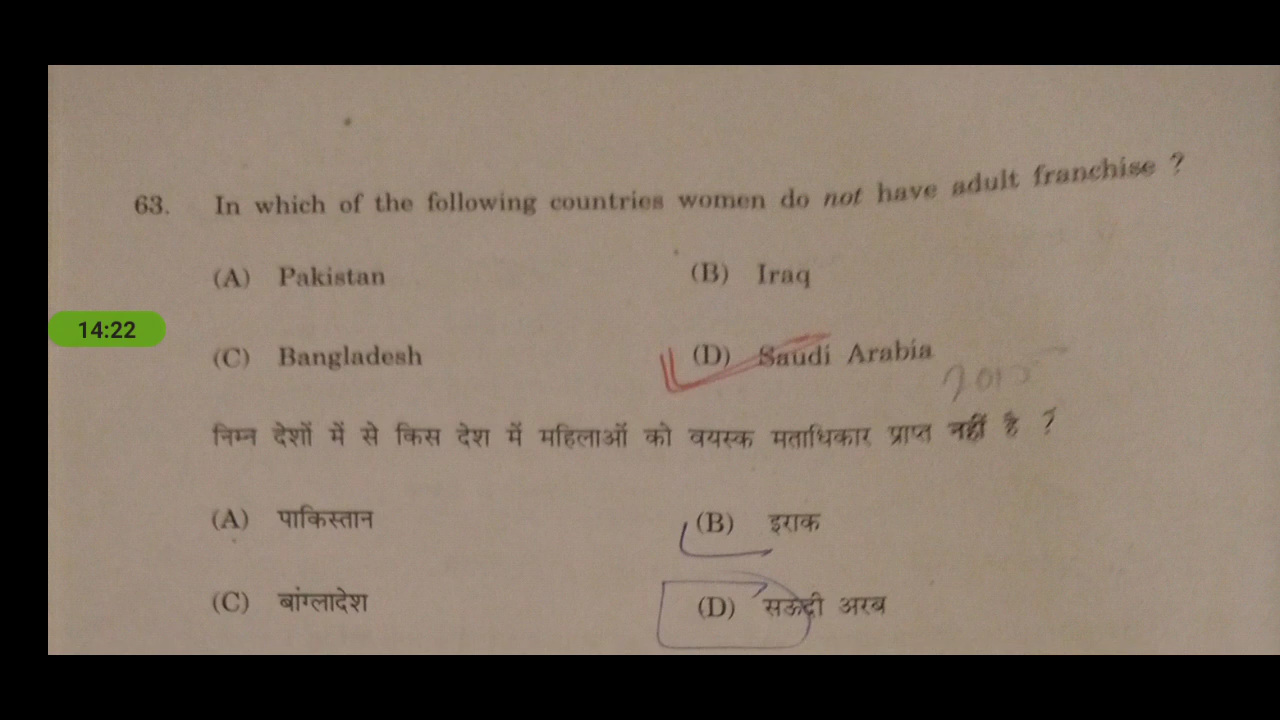 63. In which of the following countries women do not have adult franchise ?
(A) Pakistan (B) Iraq
14:22
(C) Bangladesh (D) Saudi Arabia
2015
निम्न देशों में से किस देश में महिलाओं को वयस्क मताधिकार प्राप्त नहीं है ?
(A) पाकिस्तान (B) इराक
(C) बांग्लादेश (D) सऊदी अरब